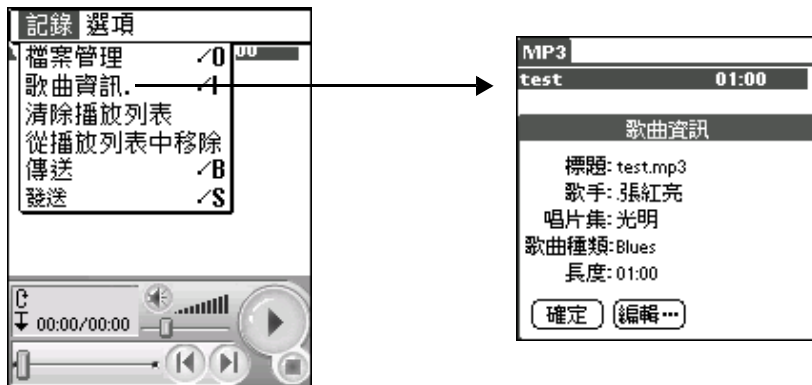 記錄 選項
檔案管理 ⁄O
00
歌曲資訊. ⁄I
清除播放列表
從播放列表中移除
傳送 ⁄B
發送 ⁄S
00:00/00:00
MP3
test 01:00
歌曲資訊
標題: test.mp3
歌手: 張紅亮
唱片集: 光明
歌曲種類: Blues
長度: 01:00
確定 編輯…